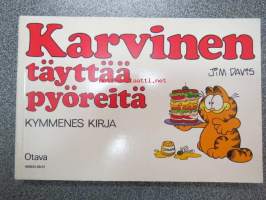 Karvinen
täyttää
pyöreitä
JIM DAVIS
KYMMENES KIRJA
Otava